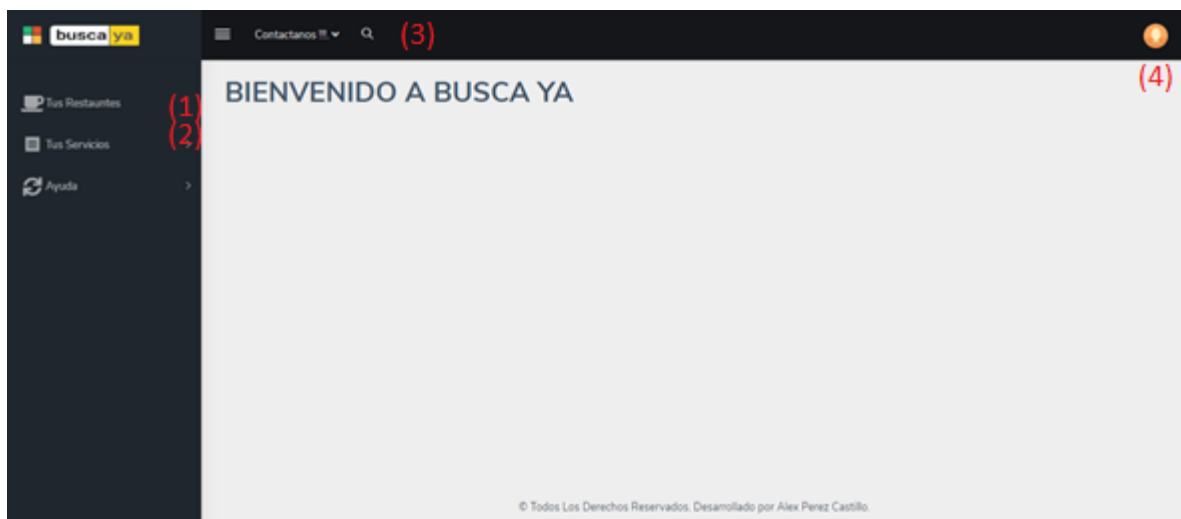 busca ya
Contactanos !!!
(3)
(4)
Tus Restauntes
(1)
Tus Servicios
(2)
Ayuda
BIENVENIDO A BUSCA YA
© Todos Los Derechos Reservados. Desarrollado por Alex Perez Castillo.